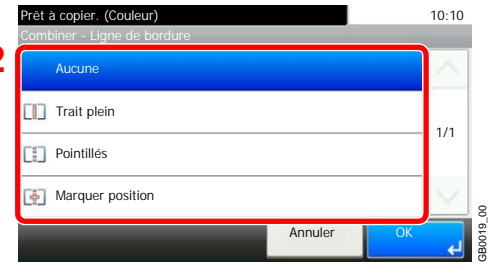 Prêt à copier. (Couleur) 10:10
Combiner - Ligne de bordure
2
Aucune
Trait plein
1/1
Pointillés
Marquer position
Annuler OK
GB0019_00